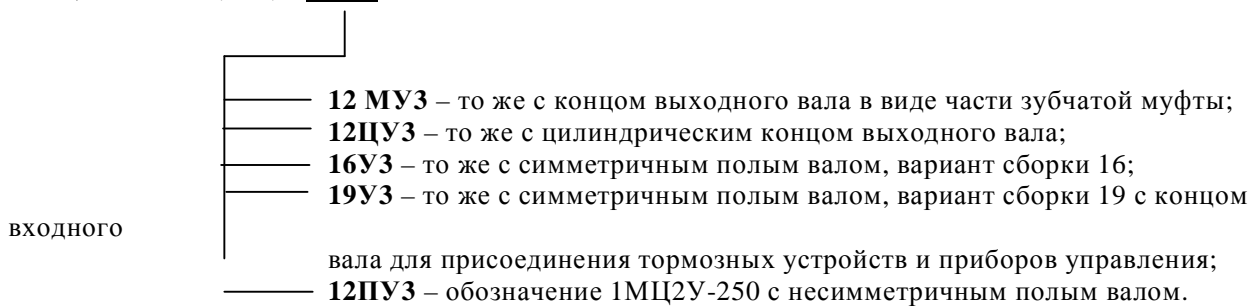 12 МУ3 – то же с концом выходного вала в виде части зубчатой муфты;
12ЦУ3 – то же с цилиндрическим концом выходного вала;
16У3 – то же с симметричным полым валом, вариант сборки 16;
19У3 – то же с симметричным полым валом, вариант сборки 19 с концом
входного
вала для присоединения тормозных устройств и приборов управления;
12ПУ3 – обозначение 1МЦ2У-250 с несимметричным полым валом.